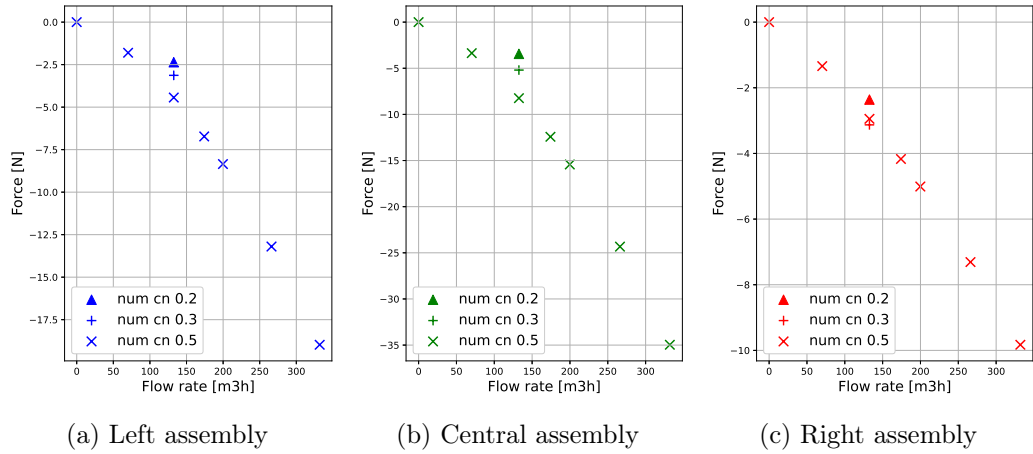 0.0
−2.5
−5.0
−7.5
−10.0
−12.5
−15.0
−17.5
Force [N]
num cn 0.2
num cn 0.3
num cn 0.5
0 50 100 150 200 250 300
Flow rate [m3h]
(a) Left assembly
0
−5
−10
−15
−20
−25
−30
−35
Force [N]
num cn 0.2
num cn 0.3
num cn 0.5
0 50 100 150 200 250 300
Flow rate [m3h]
(b) Central assembly
0
−2
−4
−6
−8
−10
Force [N]
num cn 0.2
num cn 0.3
num cn 0.5
0 50 100 150 200 250 300
Flow rate [m3h]
(c) Right assembly